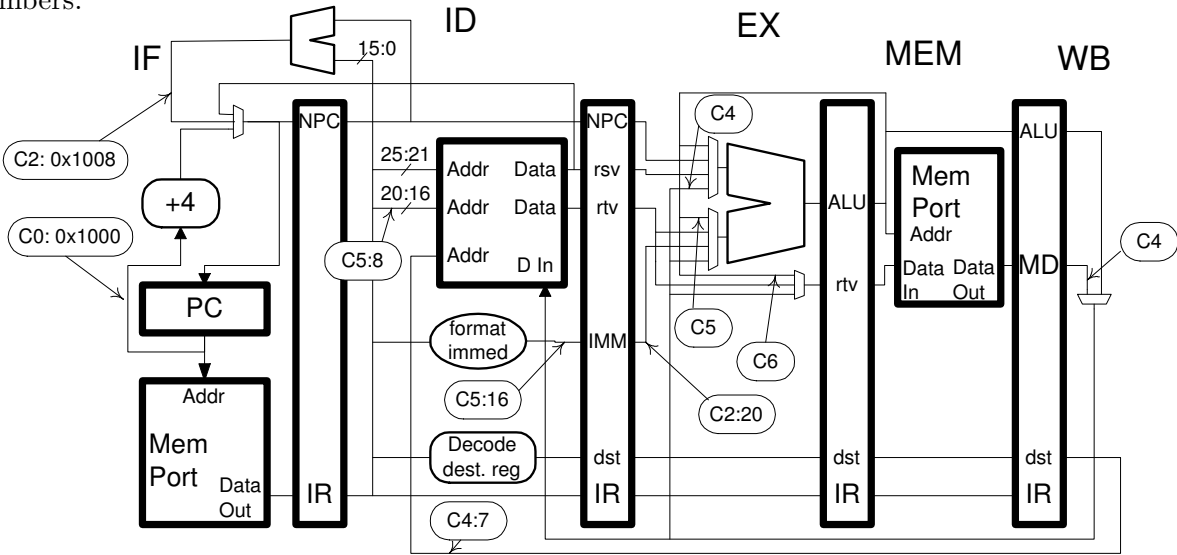 mbers.
IF
ID
EX
MEM
WB
15:0
C2: 0x1008
+4
C0: 0x1000
PC
Addr
Mem
Port
Data
Out
NPC
IR
25:21
20:16
C5:8
Addr
Data
Addr
Data
Addr
D In
format
immed
C5:16
Decode
dest. reg
C4:7
NPC
rsv
rtv
IMM
dst
IR
C4
C5
C6
C2:20
ALU
rtv
dst
IR
Mem
Port
Addr
Data
In
Data
Out
ALU
MD
dst
IR
C4